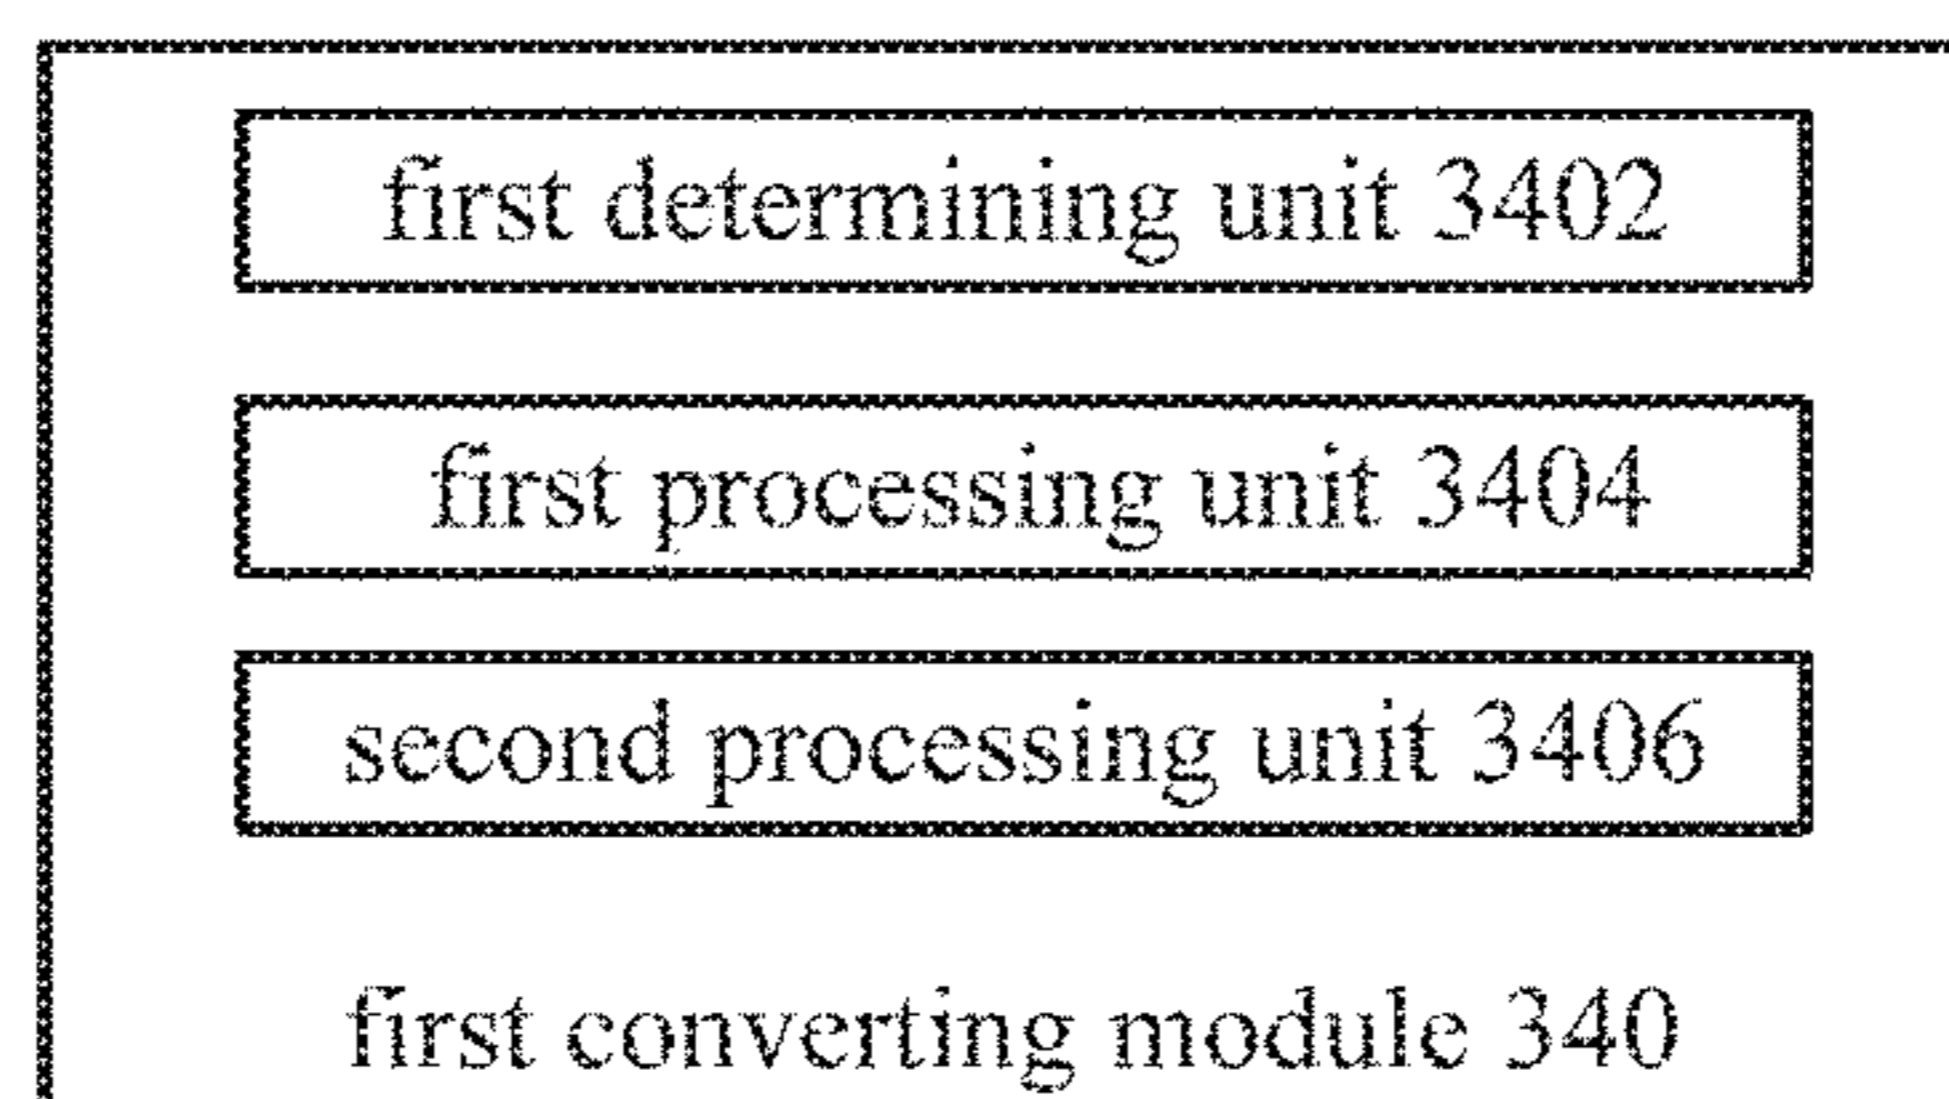 first determining unit 3402
first processing unit 3404
second processing unit 3406
first converting module 340